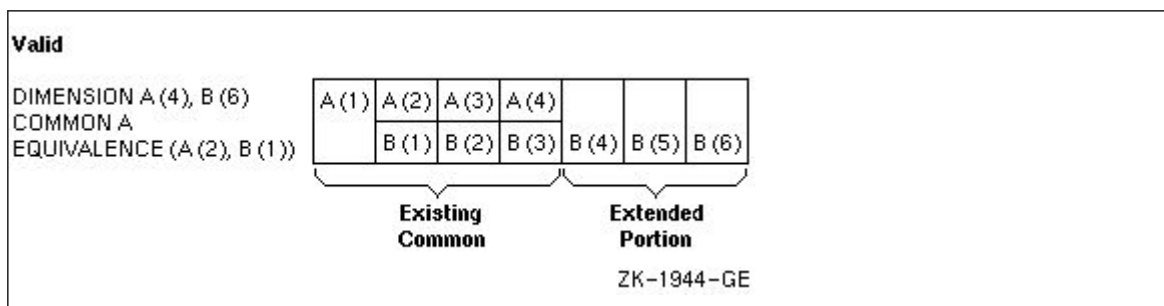 Valid
DIMENSION A (4), B (6)
COMMON A
EQUIVALENCE (A (2), B (1))
A (1) A (2) A (3) A (4)
B (1) B (2) B (3) B (4) B (5) B (6)
Existing Common
Extended Portion
ZK-1944-GE